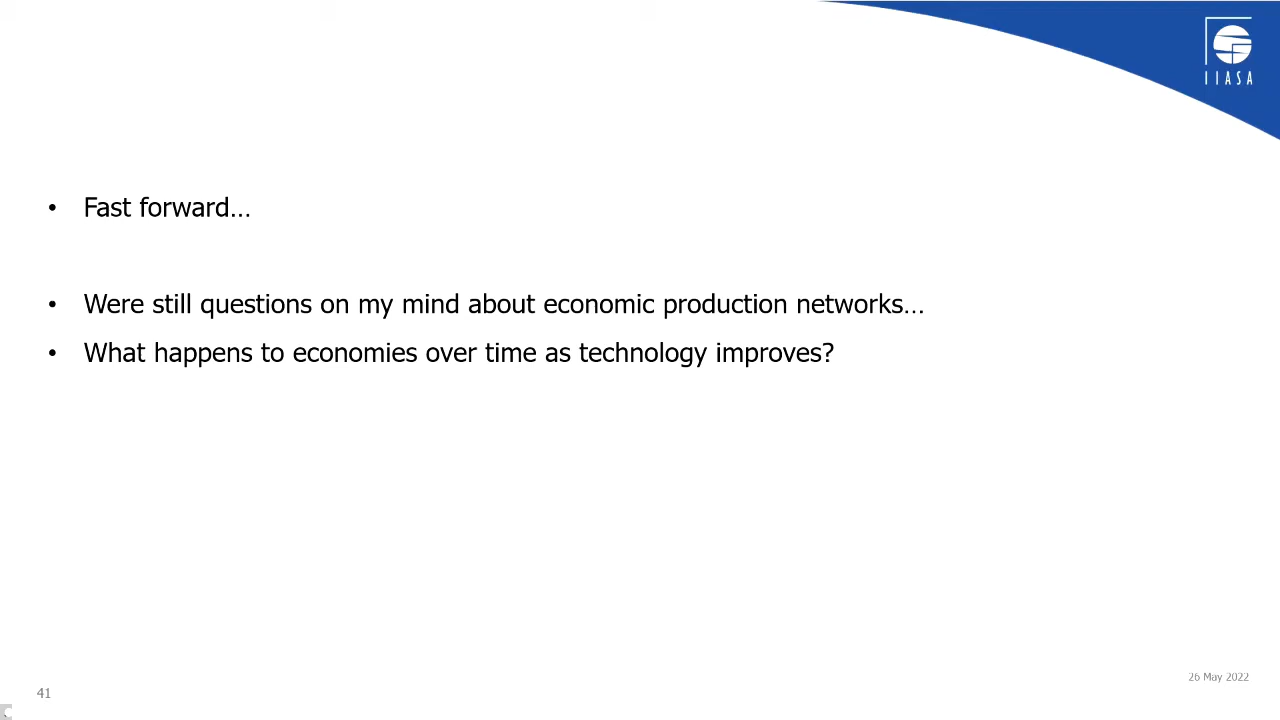 IIASA
• Fast forward…
• Were still questions on my mind about economic production networks…
• What happens to economies over time as technology improves?
26 May 2022
41